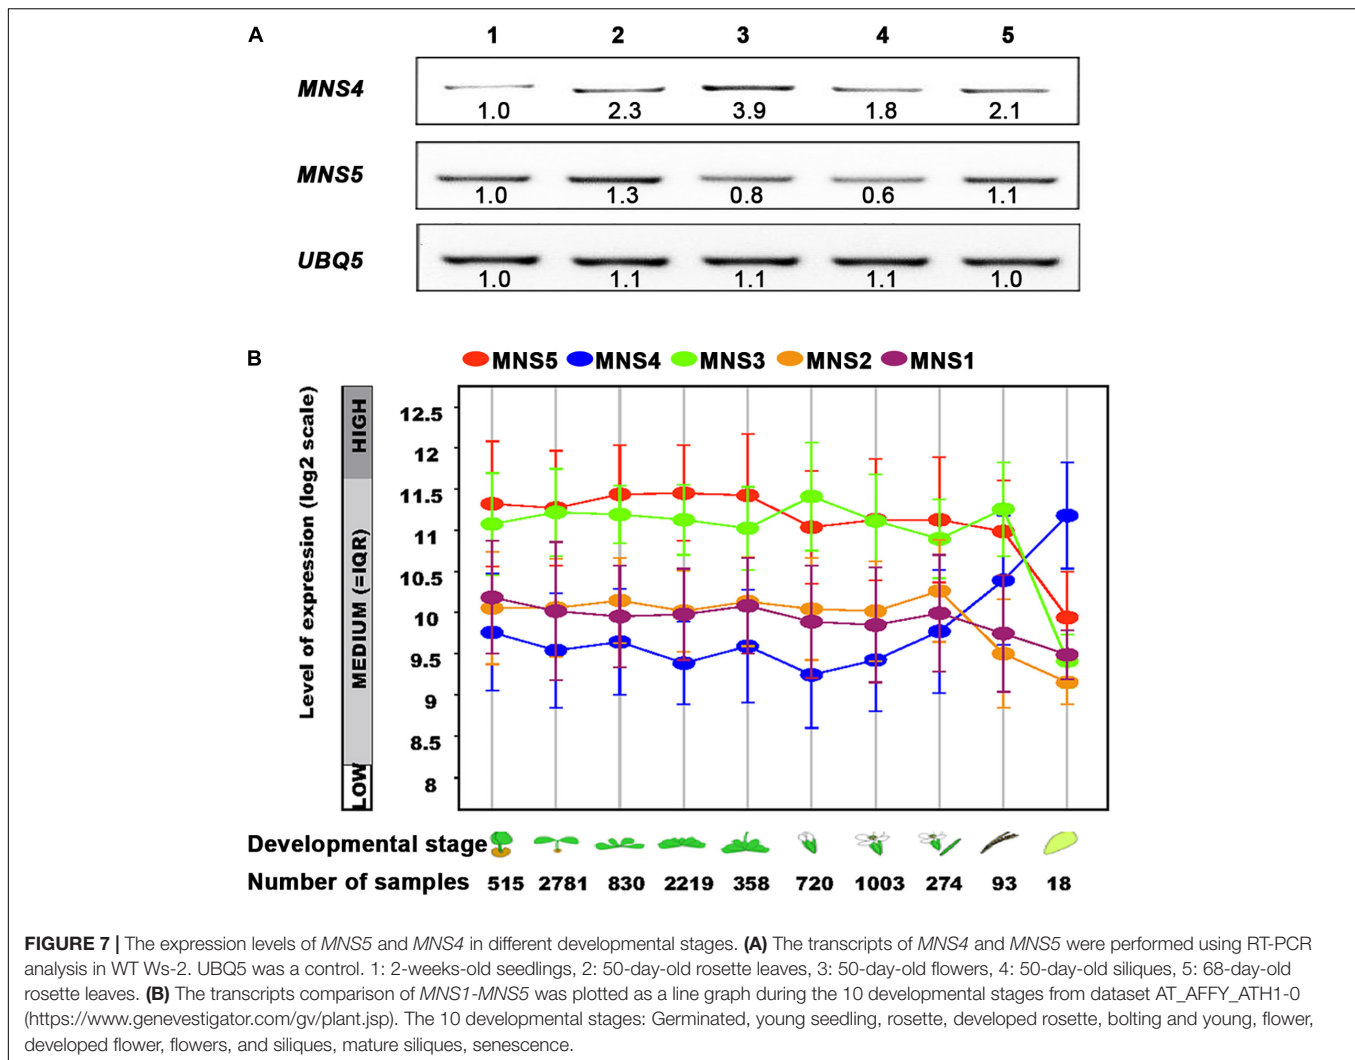 A
1 2 3 4 5
MNS4
1.0 2.3 3.9 1.8 2.1
MNS5
1.0 1.3 0.8 0.6 1.1
UBQ5
1.0 1.1 1.1 1.1 1.0
B
MNS5 MNS4 MNS3 MNS2 MNS1
Level of expression (log2 scale)
HIGH
MEDIUM (=IQR)
LOW
12.5
12
11.5
11
10.5
10
9.5
9
8.5
8
Developmental stage
Number of samples 515 2781 830 2219 358 720 1003 274 93 18
FIGURE 7 | The expression levels of MNS5 and MNS4 in different developmental stages. (A) The transcripts of MNS4 and MNS5 were performed using RT-PCR
analysis in WT Ws-2. UBQ5 was a control. 1: 2-weeks-old seedlings, 2: 50-day-old rosette leaves, 3: 50-day-old flowers, 4: 50-day-old siliques, 5: 68-day-old
rosette leaves. (B) The transcripts comparison of MNS1-MNS5 was plotted as a line graph during the 10 developmental stages from dataset AT_AFFY_ATH1-0
(https://www.genevestigator.com/gv/plant.jsp). The 10 developmental stages: Germinated, young seedling, rosette, developed rosette, bolting and young, flower,
developed flower, flowers, and siliques, mature siliques, senescence.